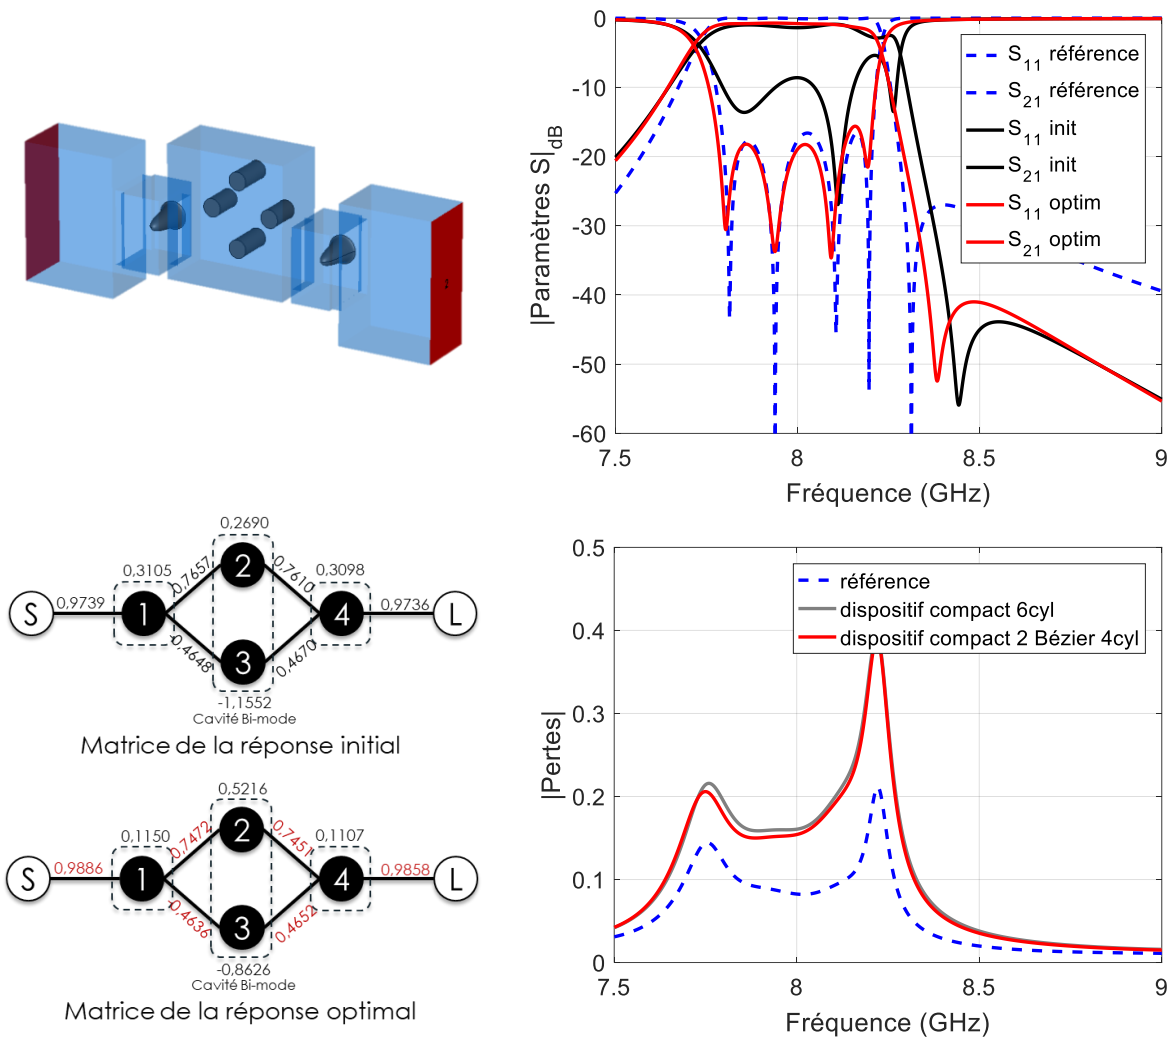 0
-10
-20
-30
-40
-50
-60
7.5
8
8.5
9
|Paramètres S|dB
Fréquence (GHz)
S11 référence
S21 référence
S11 init
S21 init
S11 optim
S21 optim
0,2690
0,3105
0,3098
0,7657
0,7610
0,9739
0,9736
S
1
2
3
4
L
-0,4648
0,4670
-1,1552
Cavité Bi-mode
Matrice de la réponse initial
0,5216
0,1150
0,1107
0,7472
0,7451
0,9886
0,9858
S
1
2
3
4
L
-0,4636
0,4652
-0,8626
Cavité Bi-mode
Matrice de la réponse optimal
0.5
0.4
0.3
0.2
0.1
0
7.5
8
8.5
9
|Pertes|
Fréquence (GHz)
référence
dispositif compact 6cyl
dispositif compact 2 Bézier 4cyl